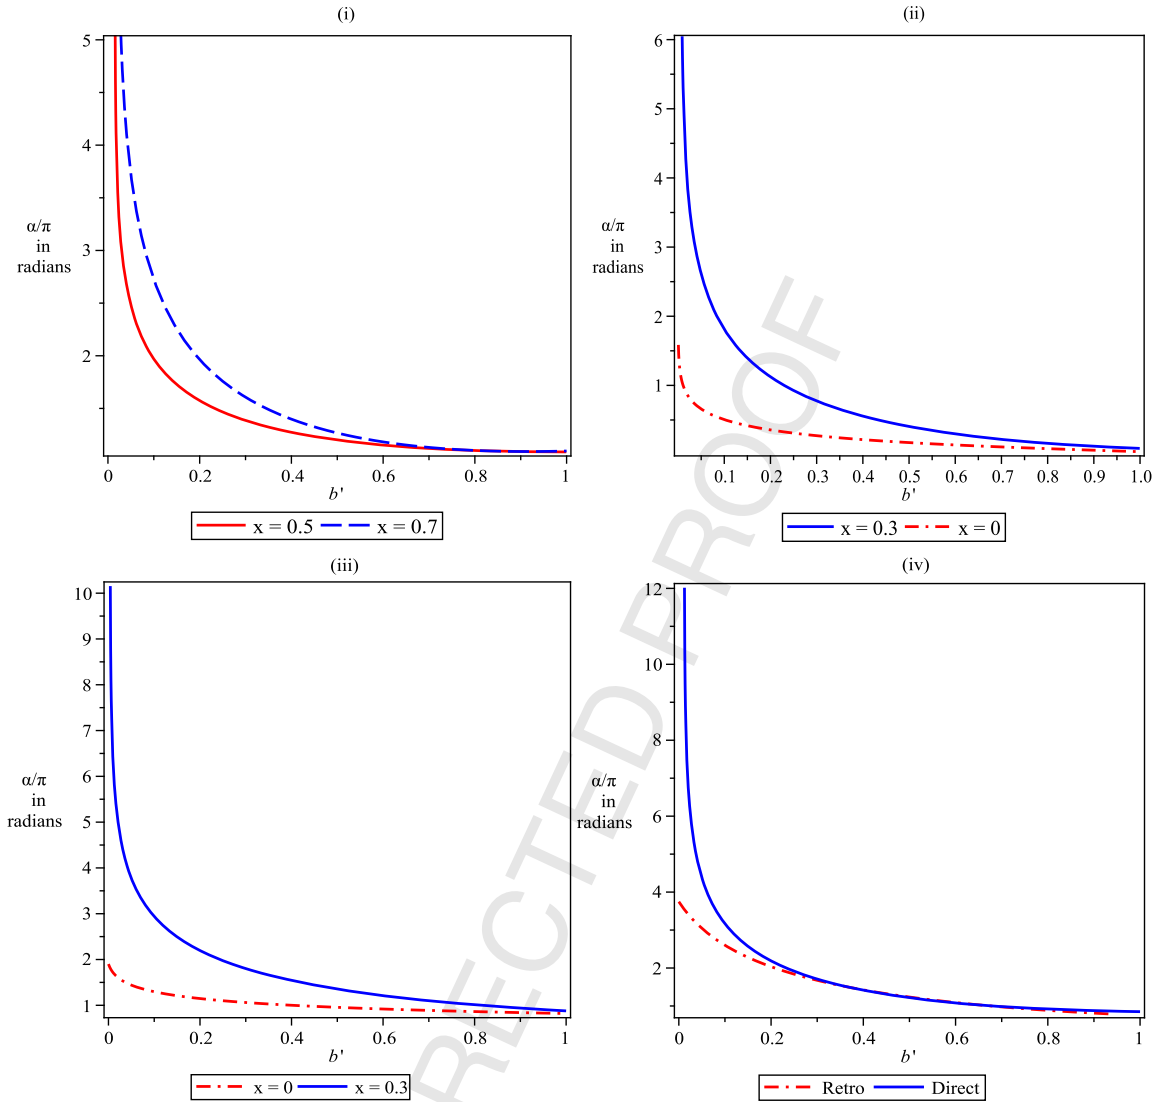 (i)
5
4
3
2
α/π
in
radians
0
0.2
0.4
0.6
0.8
1
b'
x = 0.5 x = 0.7
(ii)
6
5
4
3
2
1
α/π
in
radians
0.1
0.2
0.3
0.4
0.5
0.6
0.7
0.8
0.9
1.0
b'
x = 0.3 x = 0
(iii)
10
9
8
7
6
5
4
3
2
1
α/π
in
radians
0
0.2
0.4
0.6
0.8
1
b'
x = 0 x = 0.3
(iv)
12
10
8
6
4
2
α/π
in
radians
0
0.2
0.4
0.6
0.8
1
b'
Retro Direct
RECTED PROOF